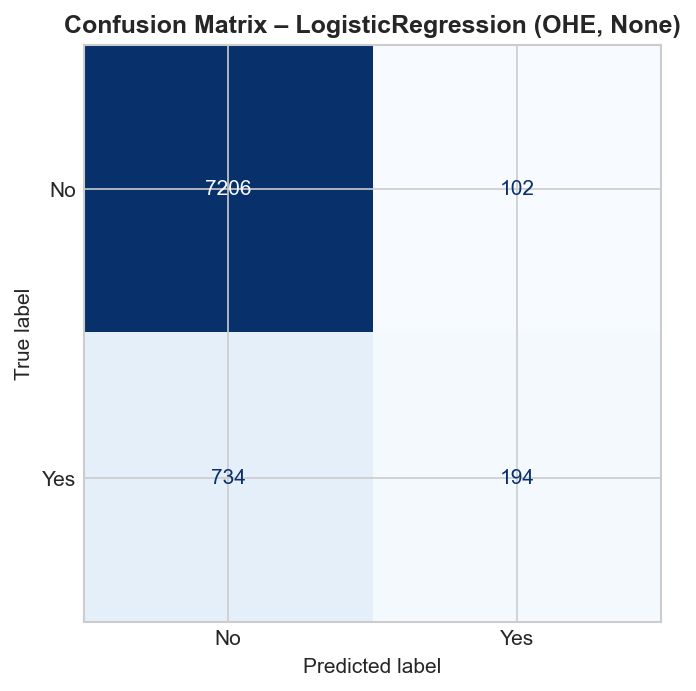 Confusion Matrix – LogisticRegression (OHE, None)
No
7206
102
True label
Yes
734
194
No
Yes
Predicted label